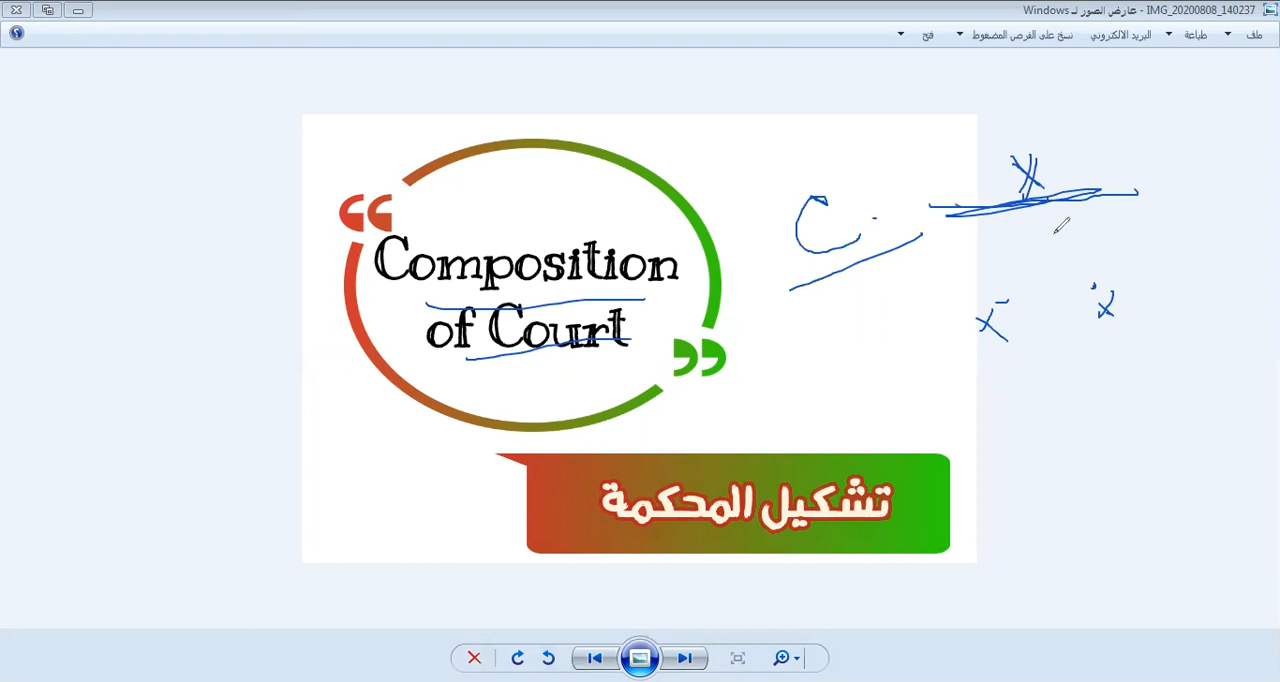 IMG_20200808_140237 - عارض الصور لـ Windows
ملف طباعة البريد الالكتروني نسخ على القرص المضغوط فتح
Composition
of Court
تشكيل المحكمة
C
x
x
x